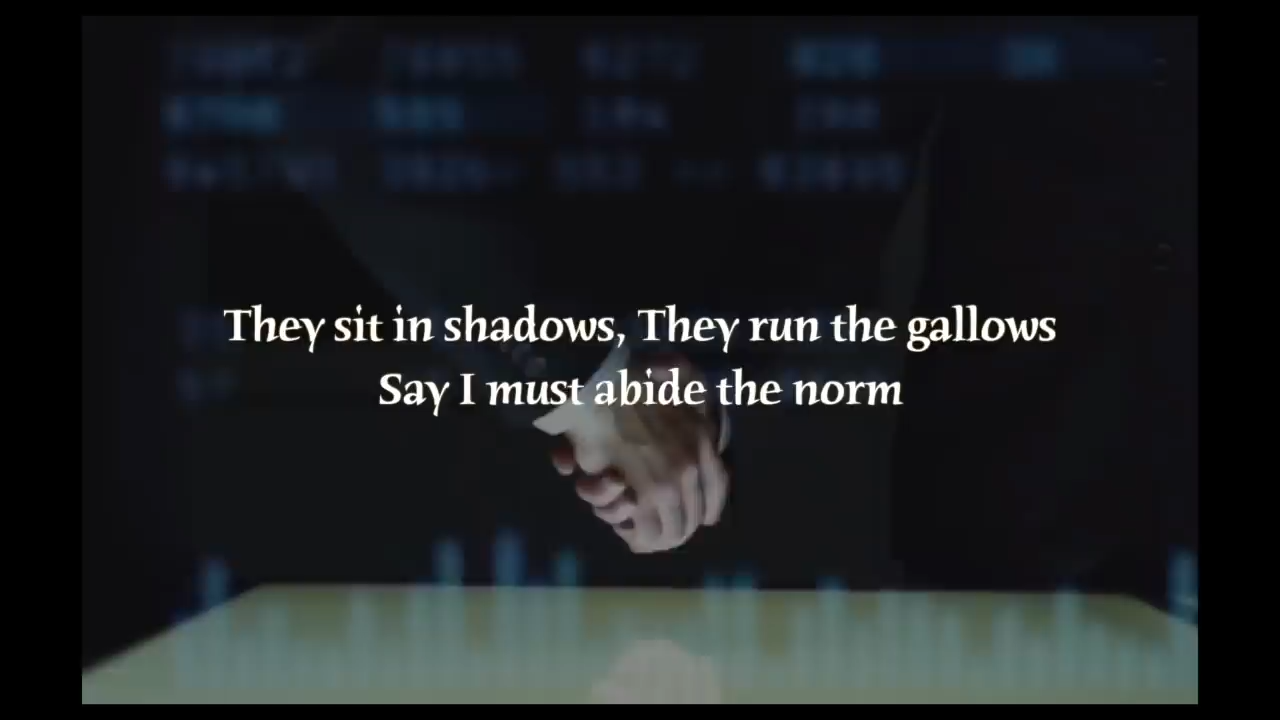 They sit in shadows, They run the gallows
Say I must abide the norm